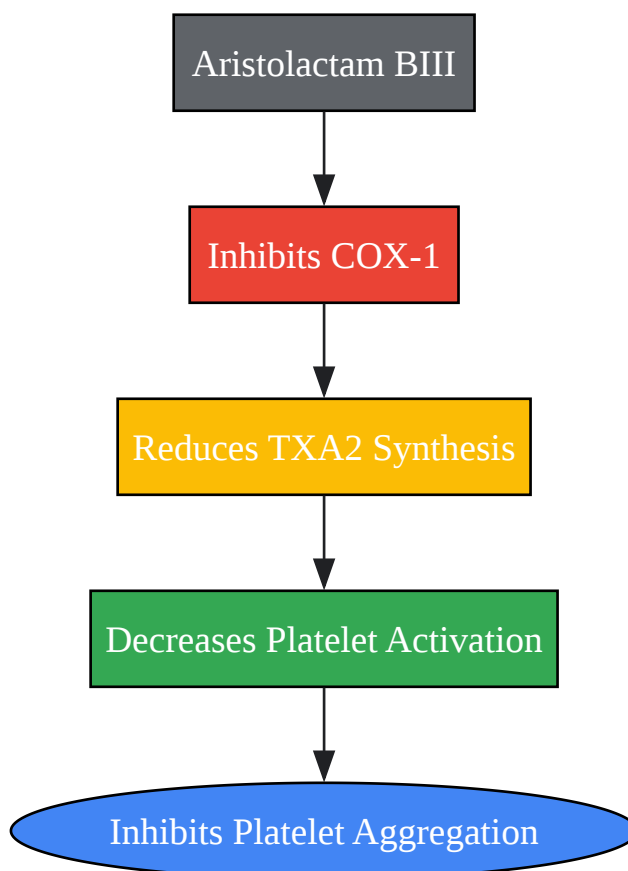 Aristolactam BIII
Inhibits COX-1
Reduces TXA2 Synthesis
Decreases Platelet Activation
Inhibits Platelet Aggregation